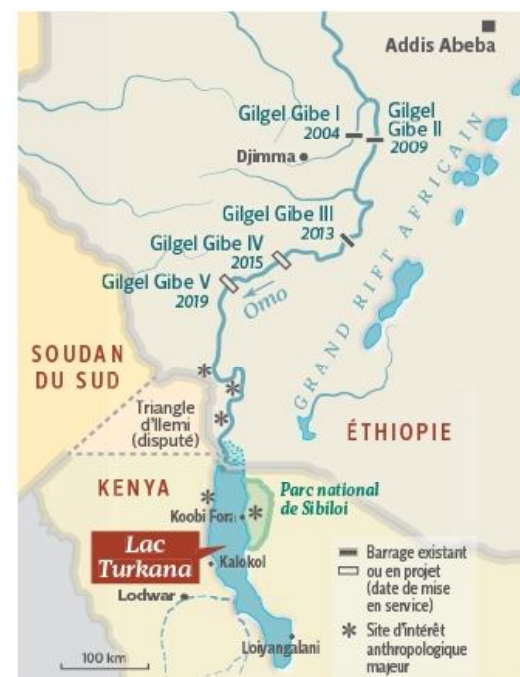 Addis Abeba
Gilgel Gibe I
2004
Gilgel
Gibe II
2009
Djimma
Gilgel Gibe III
2013
Gilgel Gibe IV
2015
Gilgel Gibe V
2019
Omo
GRAND RIFT AFRICAIN
SOUDAN
DU SUD
Triangle
d'Ilemi
(disputé)
ÉTHIOPIE
KENYA
Parc national
de Sibiloi
Koobi Fora
Lac
Turkana
Kalokol
Lodwar
Loiyangalani
100 km
Barrage existant
ou en projet
(date de mise
en service)
Site d'intérêt
anthropologique
majeur